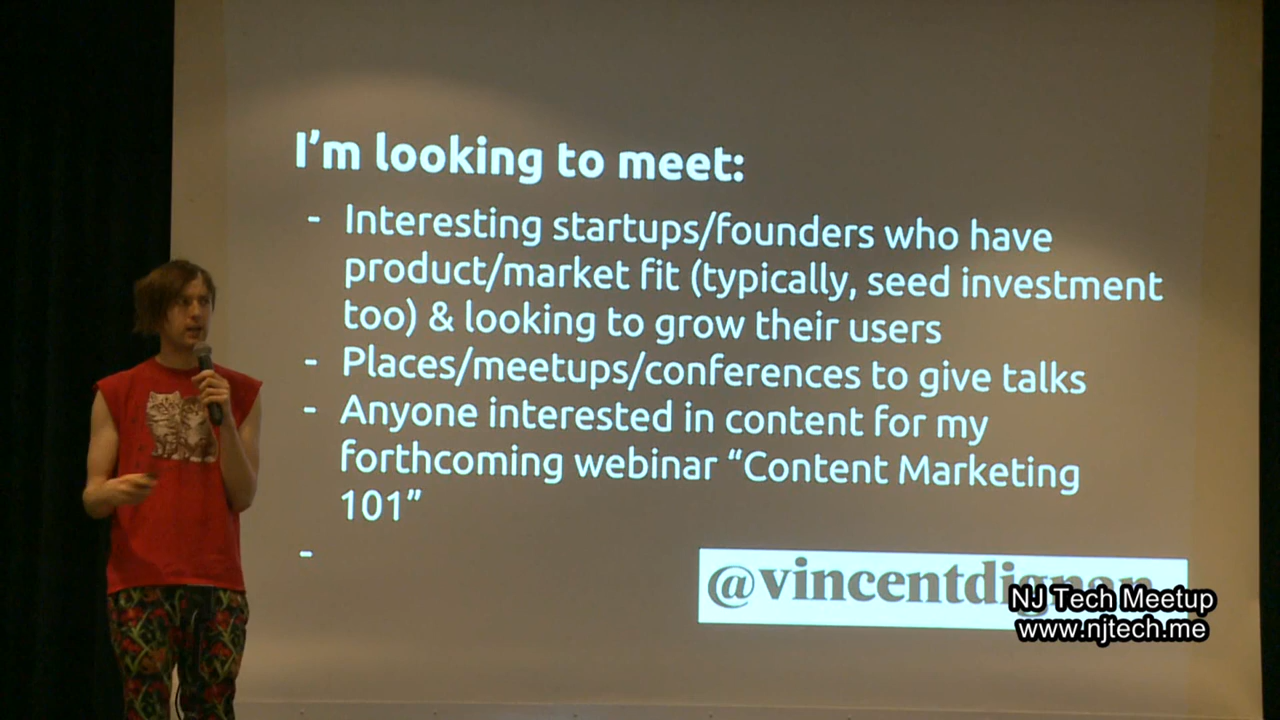 I'm looking to meet:
- Interesting startups/founders who have
product/market fit (typically, seed investment
too) & looking to grow their users
- Places/meetups/conferences to give talks
- Anyone interested in content for my
forthcoming webinar “Content Marketing
101”
-
@vincentdignan
NJ Tech Meetup
www.njtech.me